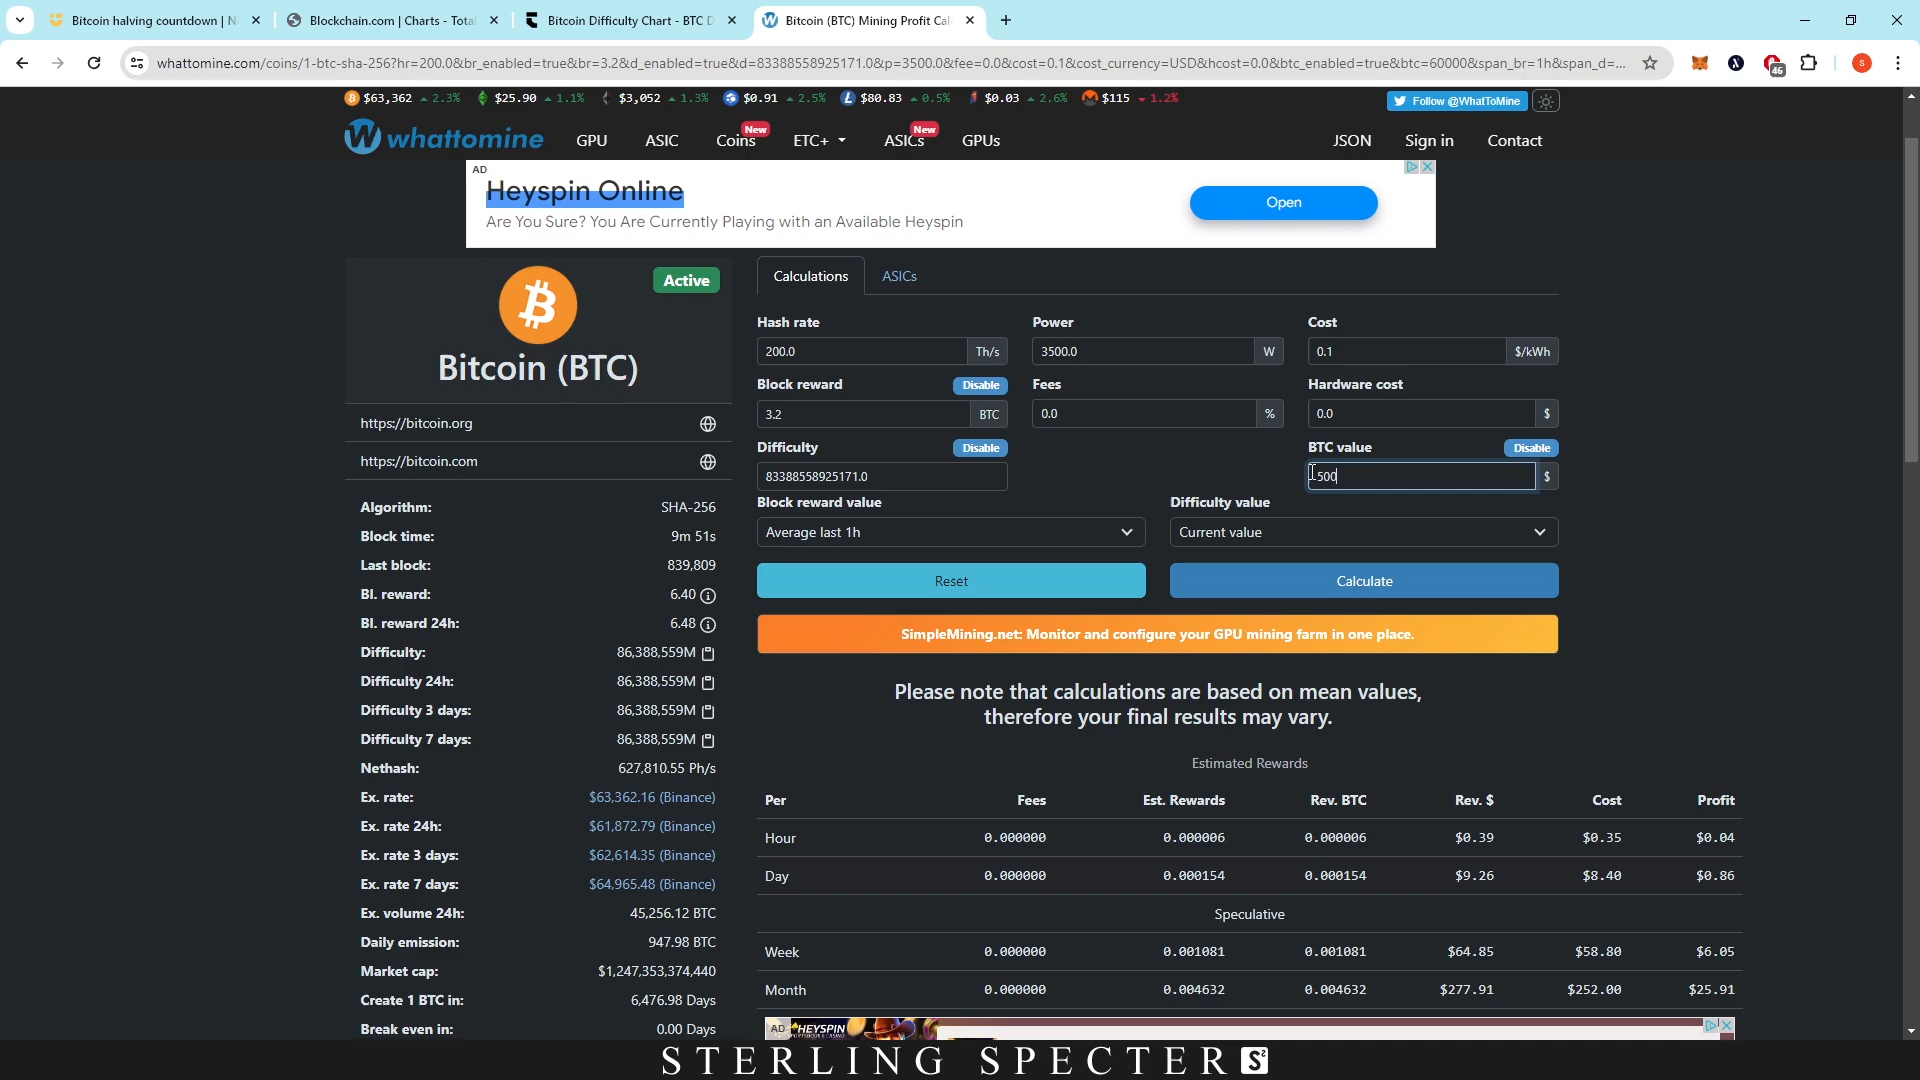 Bitcoin halving countdown | N
Blockchain.com | Charts - Total
Bitcoin Difficulty Chart - BTC D
Bitcoin (BTC) Mining Profit Cal
whattomine.com/coins/1-btc-sha-256?hr=200.0&br_enabled=true&br=3.2&d_enabled=true&d=83388558925171.0&p=3500.0&fee=0.0&cost=0.1&cost_currency=USD&hcost=0.0&btc_enabled=true&btc=60000&span_br=1h&span_d=...
46
S
$63,362 2.3% $25.90 1.1% $3,052 1.3% $0.91 2.5% $80.83 0.5% $0.03 2.6% $115 1.2%
Follow @WhatToMine
whattomine
GPU ASIC Coins New ETC+ ASICs New GPUs JSON Sign in Contact
AD
Heyspin Online
Are You Sure? You Are Currently Playing with an Available Heyspin
Open
Active
Bitcoin (BTC)
https://bitcoin.org
https://bitcoin.com
Algorithm: SHA-256
Block time: 9m 51s
Last block: 839,809
Bl. reward: 6.40
Bl. reward 24h: 6.48
Difficulty: 86,388,559M
Difficulty 24h: 86,388,559M
Difficulty 3 days: 86,388,559M
Difficulty 7 days: 86,388,559M
Nethash: 627,810.55 Ph/s
Ex. rate: $63,362.16 (Binance)
Ex. rate 24h: $61,872.79 (Binance)
Ex. rate 3 days: $62,614.35 (Binance)
Ex. rate 7 days: $64,965.48 (Binance)
Ex. volume 24h: 45,256.12 BTC
Daily emission: 947.98 BTC
Market cap: $1,247,353,374,440
Create 1 BTC in: 6,476.98 Days
Break even in: 0.00 Days
Calculations ASICs
Hash rate Power Cost
200.0 Th/s 3500.0 W 0.1 $/kWh
Block reward Disable Fees Hardware cost
3.2 BTC 0.0 % 0.0 $
Difficulty Disable BTC value Disable
83388558925171.0 500 $
Block reward value Difficulty value
Average last 1h Current value
Reset Calculate
SimpleMining.net: Monitor and configure your GPU mining farm in one place.
Please note that calculations are based on mean values,
therefore your final results may vary.
Estimated Rewards
Per Fees Est. Rewards Rev. BTC Rev. $ Cost Profit
Hour 0.000000 0.000006 0.000006 $0.39 $0.35 $0.04
Day 0.000000 0.000154 0.000154 $9.26 $8.40 $0.86
Speculative
Week 0.000000 0.001081 0.001081 $64.85 $58.80 $6.05
Month 0.000000 0.004632 0.004632 $277.91 $252.00 $25.91
AD HEYSPIN
STERLING SPECTER S²